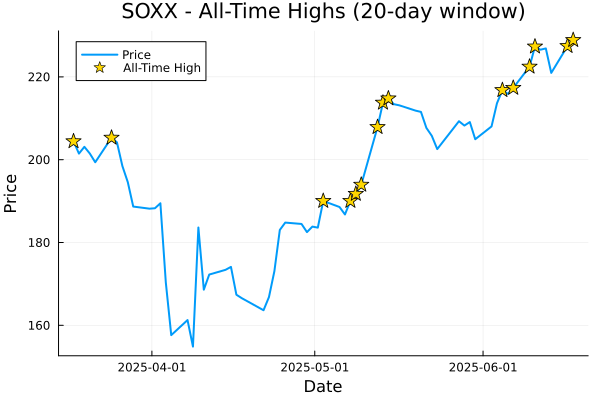 SOXX - All-Time Highs (20-day window)
Price
All-Time High
Price
220
200
180
160
2025-04-01
2025-05-01
2025-06-01
Date